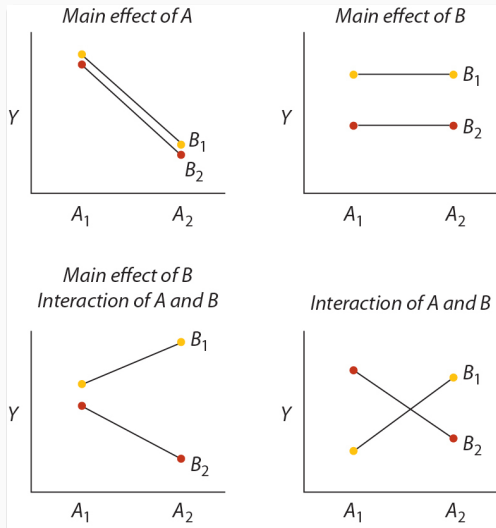 Main effect of A
Y
B1
B2
A1 A2
Main effect of B
Y
B1
B2
A1 A2
Main effect of B
Interaction of A and B
Y
B1
B2
A1 A2
Interaction of A and B
Y
B1
B2
A1 A2